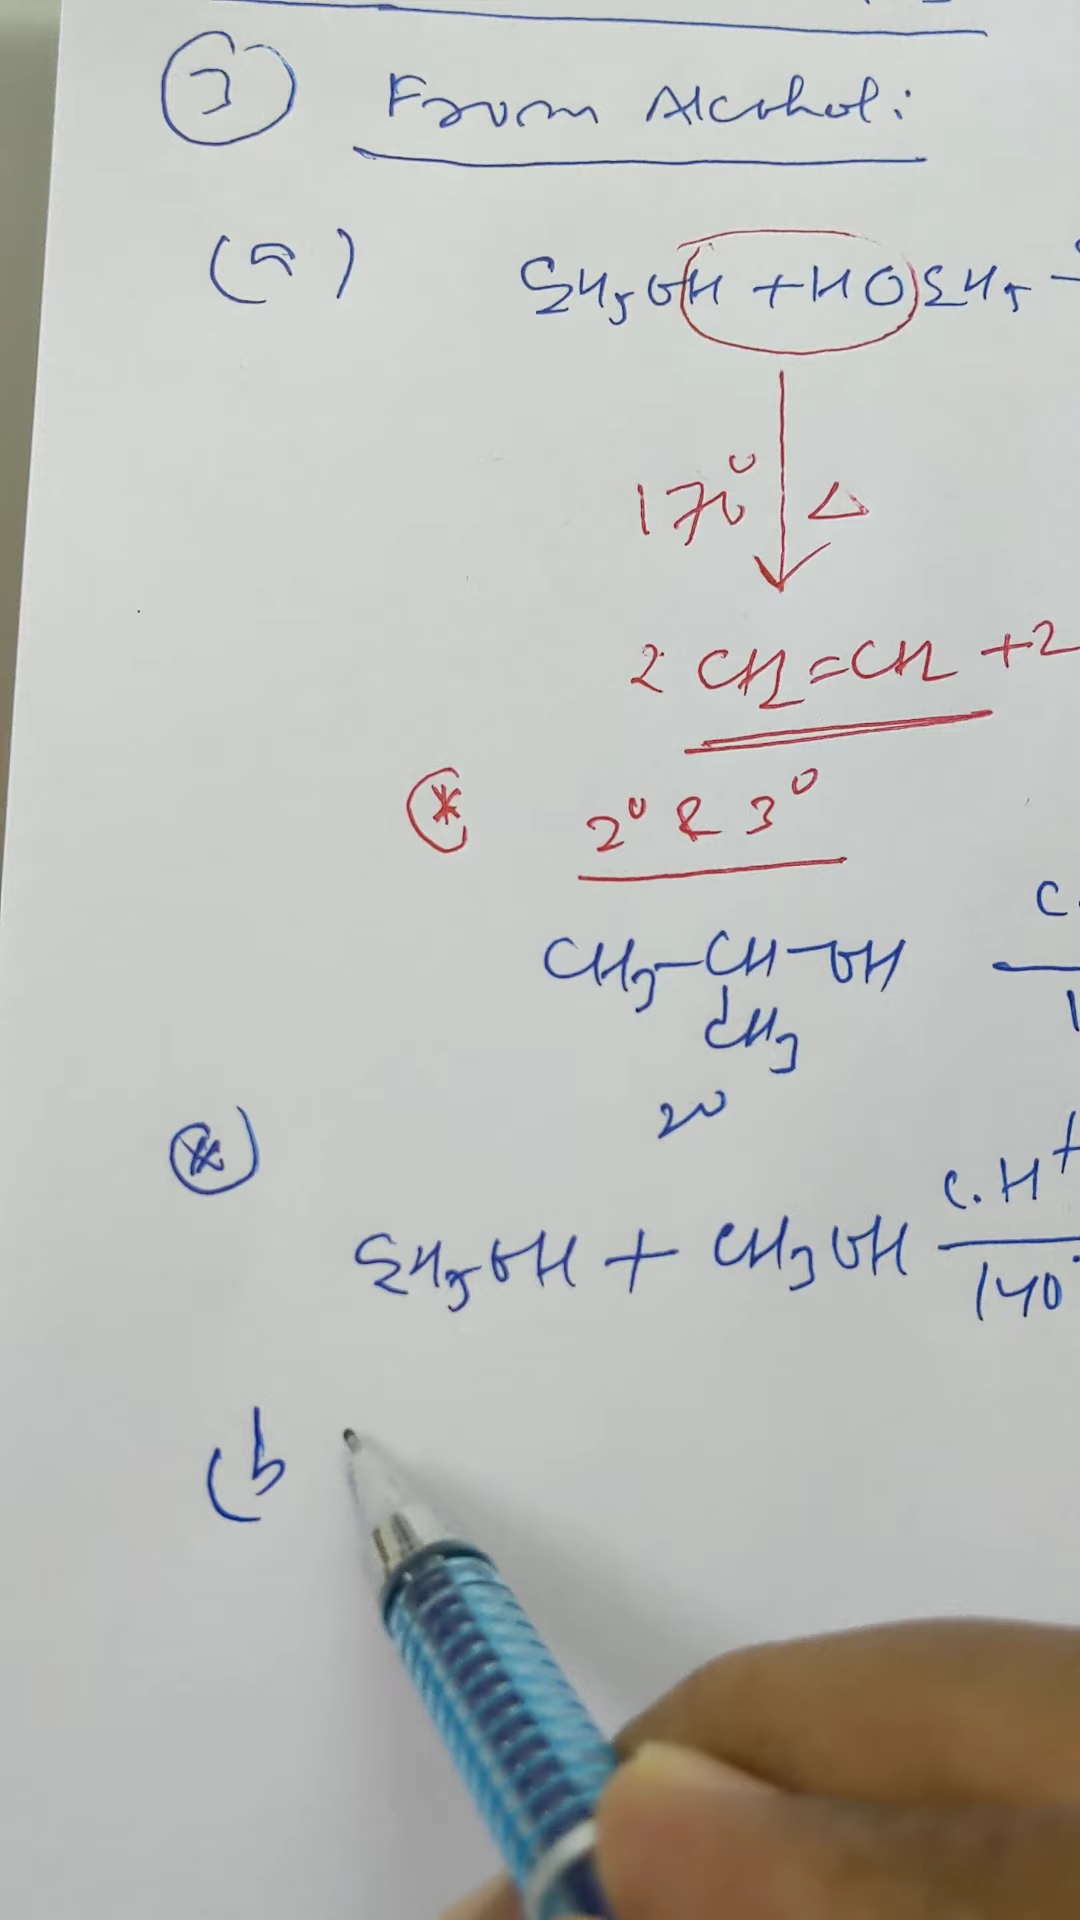 ③ From Alcohol:
(a) C2H5OH + HOC2H5
170° Δ
2 CH2=CH2 + 2
(*) 2° & 3°
CH3-CH-OH C.
CH3
2°
(*) C.H+
C2H5OH + CH3OH 140°
(b